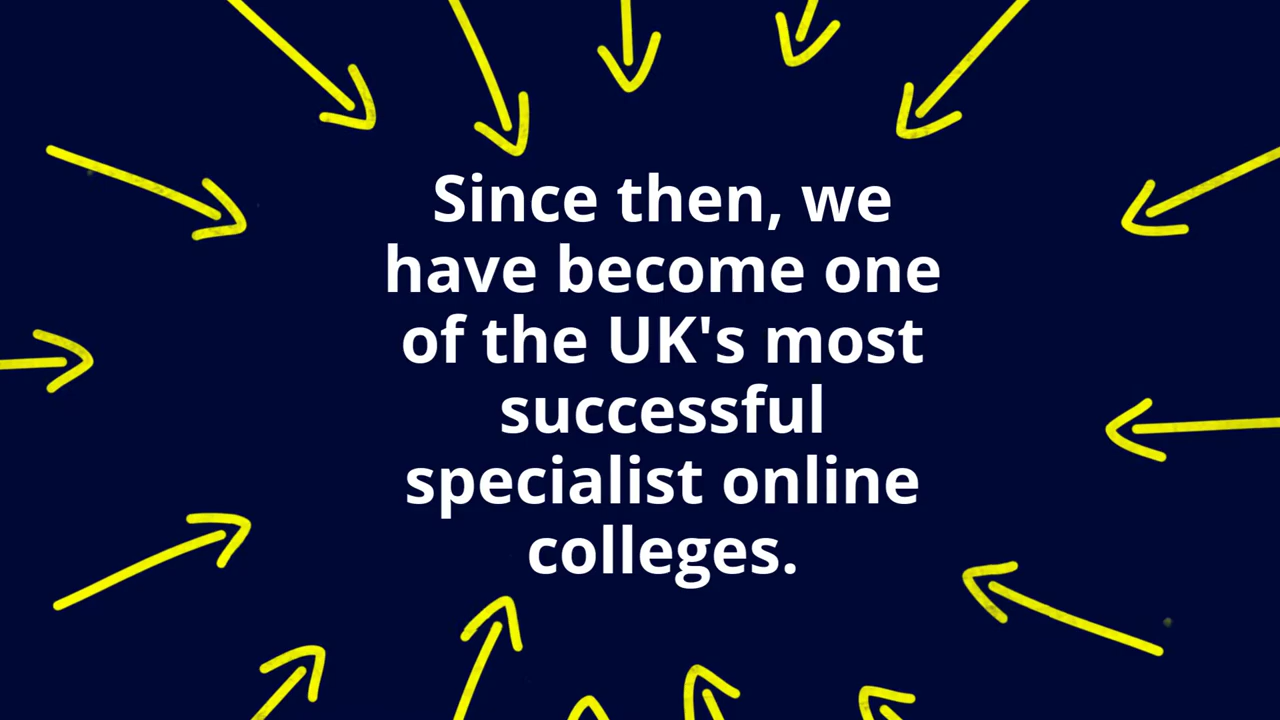 Since then, we
have become one
of the UK's most
successful
specialist online
colleges.